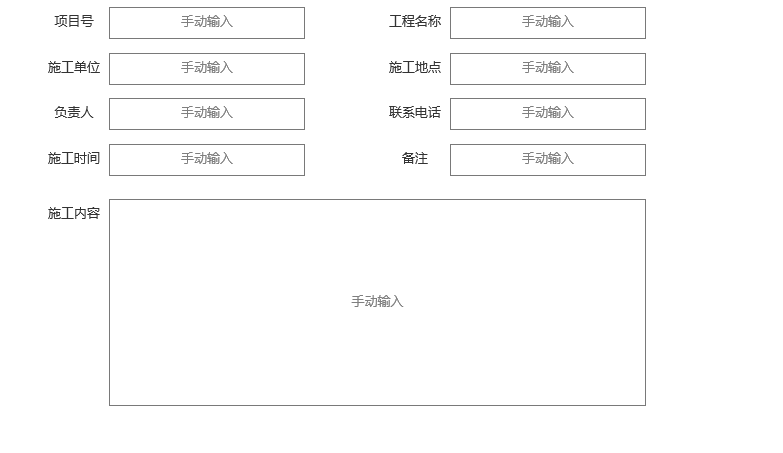 项目号 手动输入 工程名称 手动输入
施工单位 手动输入 施工地点 手动输入
负责人 手动输入 联系电话 手动输入
施工时间 手动输入 备注 手动输入
施工内容
手动输入